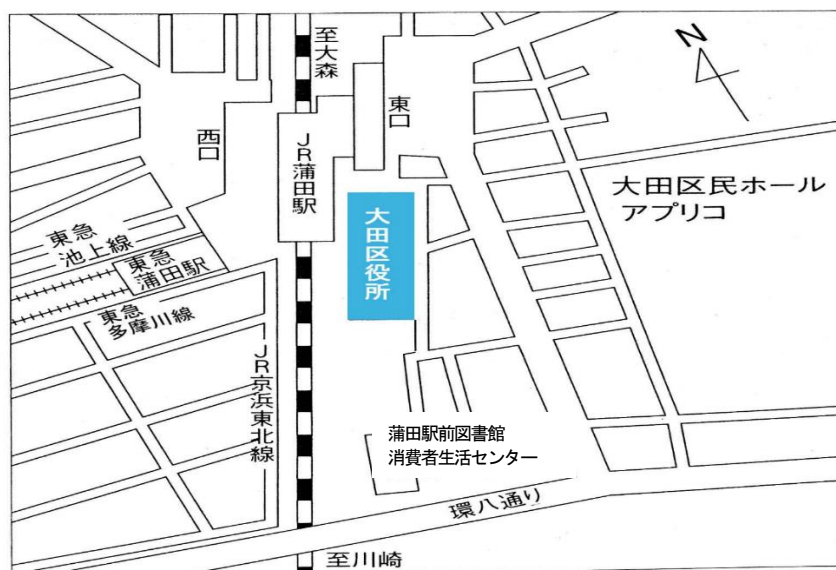 至大森
N
東口
西口
JR蒲田駅
大田区民ホール
アプリコ
大田区役所
東急
池上線
東急
蒲田駅
東急
多摩川線
JR京浜東北線
蒲田駅前図書館
消費者生活センター
環八通り
至川崎